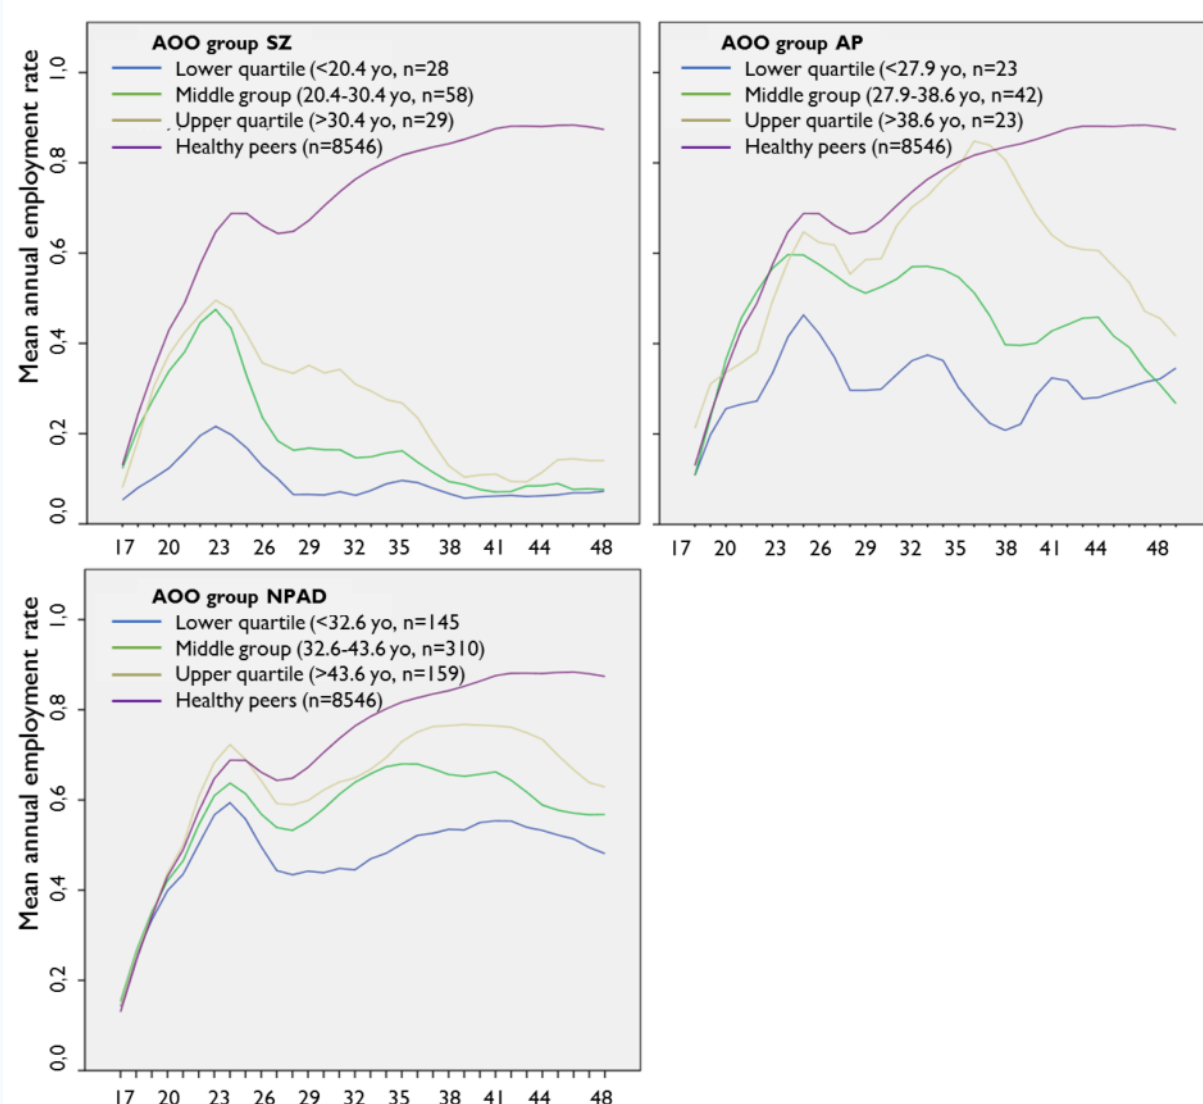 AOO group SZ
Lower quartile (<20.4 yo, n=28
Middle group (20.4-30.4 yo, n=58)
Upper quartile (>30.4 yo, n=29)
Healthy peers (n=8546)
Mean annual employment rate
1,0
0,8
0,6
0,4
0,2
0,0
17 20 23 26 29 32 35 38 41 44 48
AOO group AP
Lower quartile (<27.9 yo, n=23
Middle group (27.9-38.6 yo, n=42)
Upper quartile (>38.6 yo, n=23)
Healthy peers (n=8546)
17 20 23 26 32 35 38 41 44 48
AOO group NPAD
Lower quartile (<32.6 yo, n=145
Middle group (32.6-43.6 yo, n=310)
Upper quartile (>43.6 yo, n=159)
Healthy peers (n=8546)
Mean annual employment rate
1,0
0,8
0,6
0,4
0,2
0,0
17 20 23 26 29 32 35 38 41 44 48